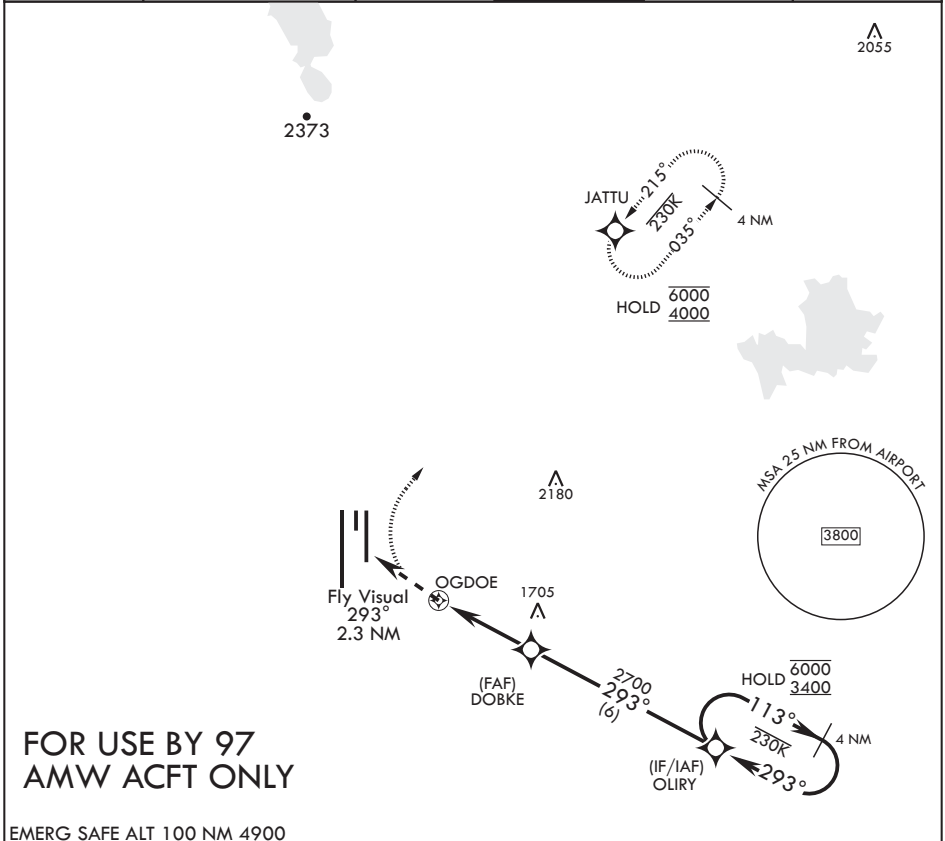 2055
2373
JATTU
215°
230K
035°
4 NM
HOLD 6000
4000
MSA 25 NM FROM AIRPORT
3800
2180
OGDOE
Fly Visual
293°
2.3 NM
1705
(FAF)
DOBKE
2700
293°
(6)
HOLD 6000
3400
113°
230K
4 NM
293°
(IF/IAF)
OLIRY
FOR USE BY 97
AMW ACFT ONLY
EMERG SAFE ALT 100 NM 4900